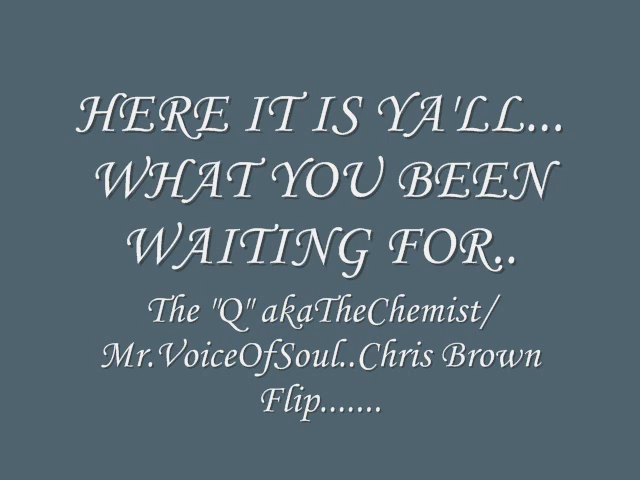 HERE IT IS YA'LL...
WHAT YOU BEEN
WAITING FOR..
The "Q" akaTheChemist/
Mr.VoiceOfSoul..Chris Brown
Flip.......